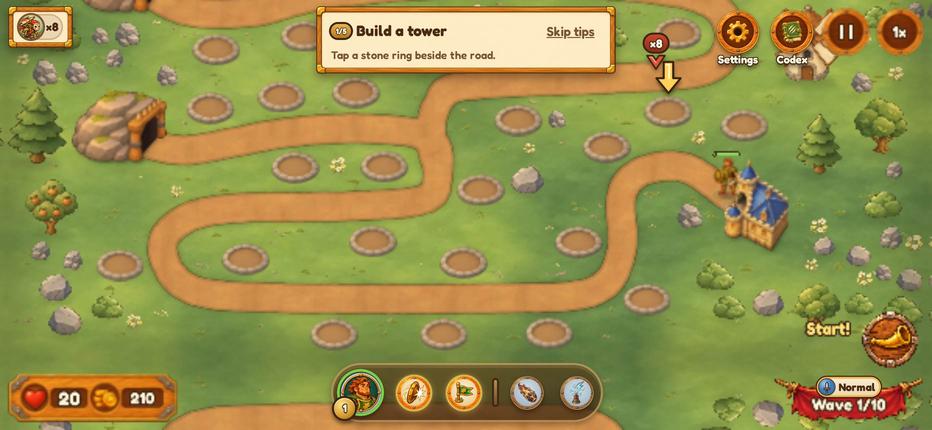 x8
1/5 Build a tower
Skip tips
Tap a stone ring beside the road.
x8
Settings
Codex
1x
Start!
20
210
1
Normal
Wave 1/10